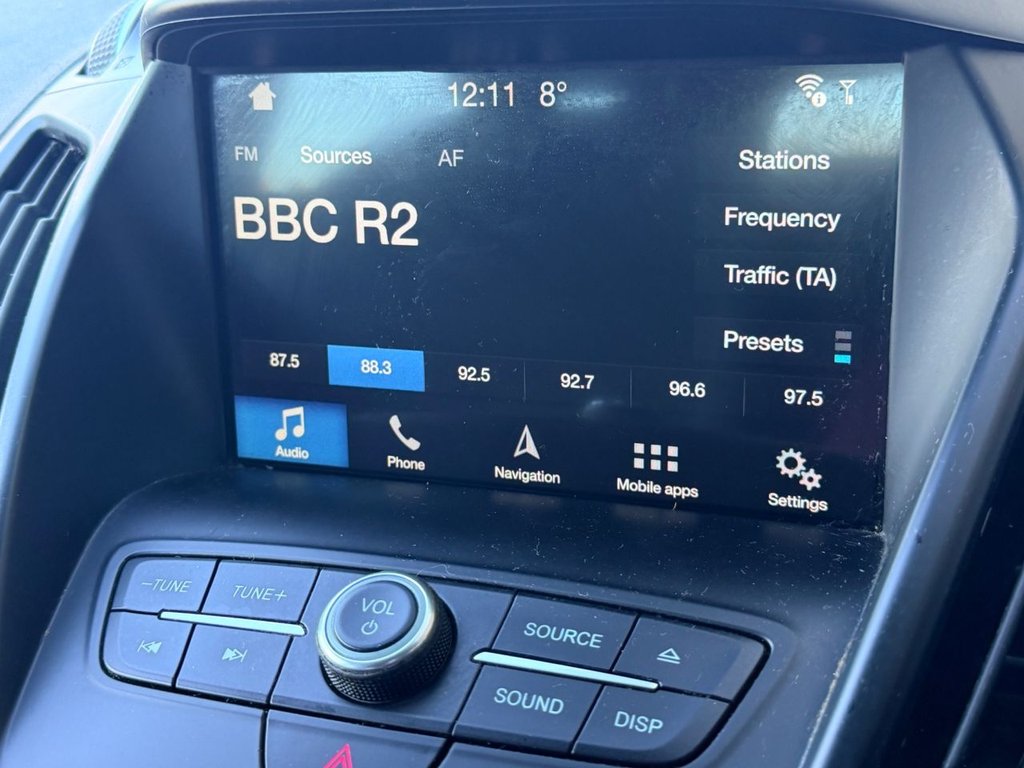 12:11 8°
FM Sources AF Stations
BBC R2
Frequency
Traffic (TA)
Presets
87.5 88.3 92.5 92.7 96.6 97.5
Audio Phone Navigation Mobile apps Settings
-TUNE TUNE+ VOL SOURCE
SOUND DISP